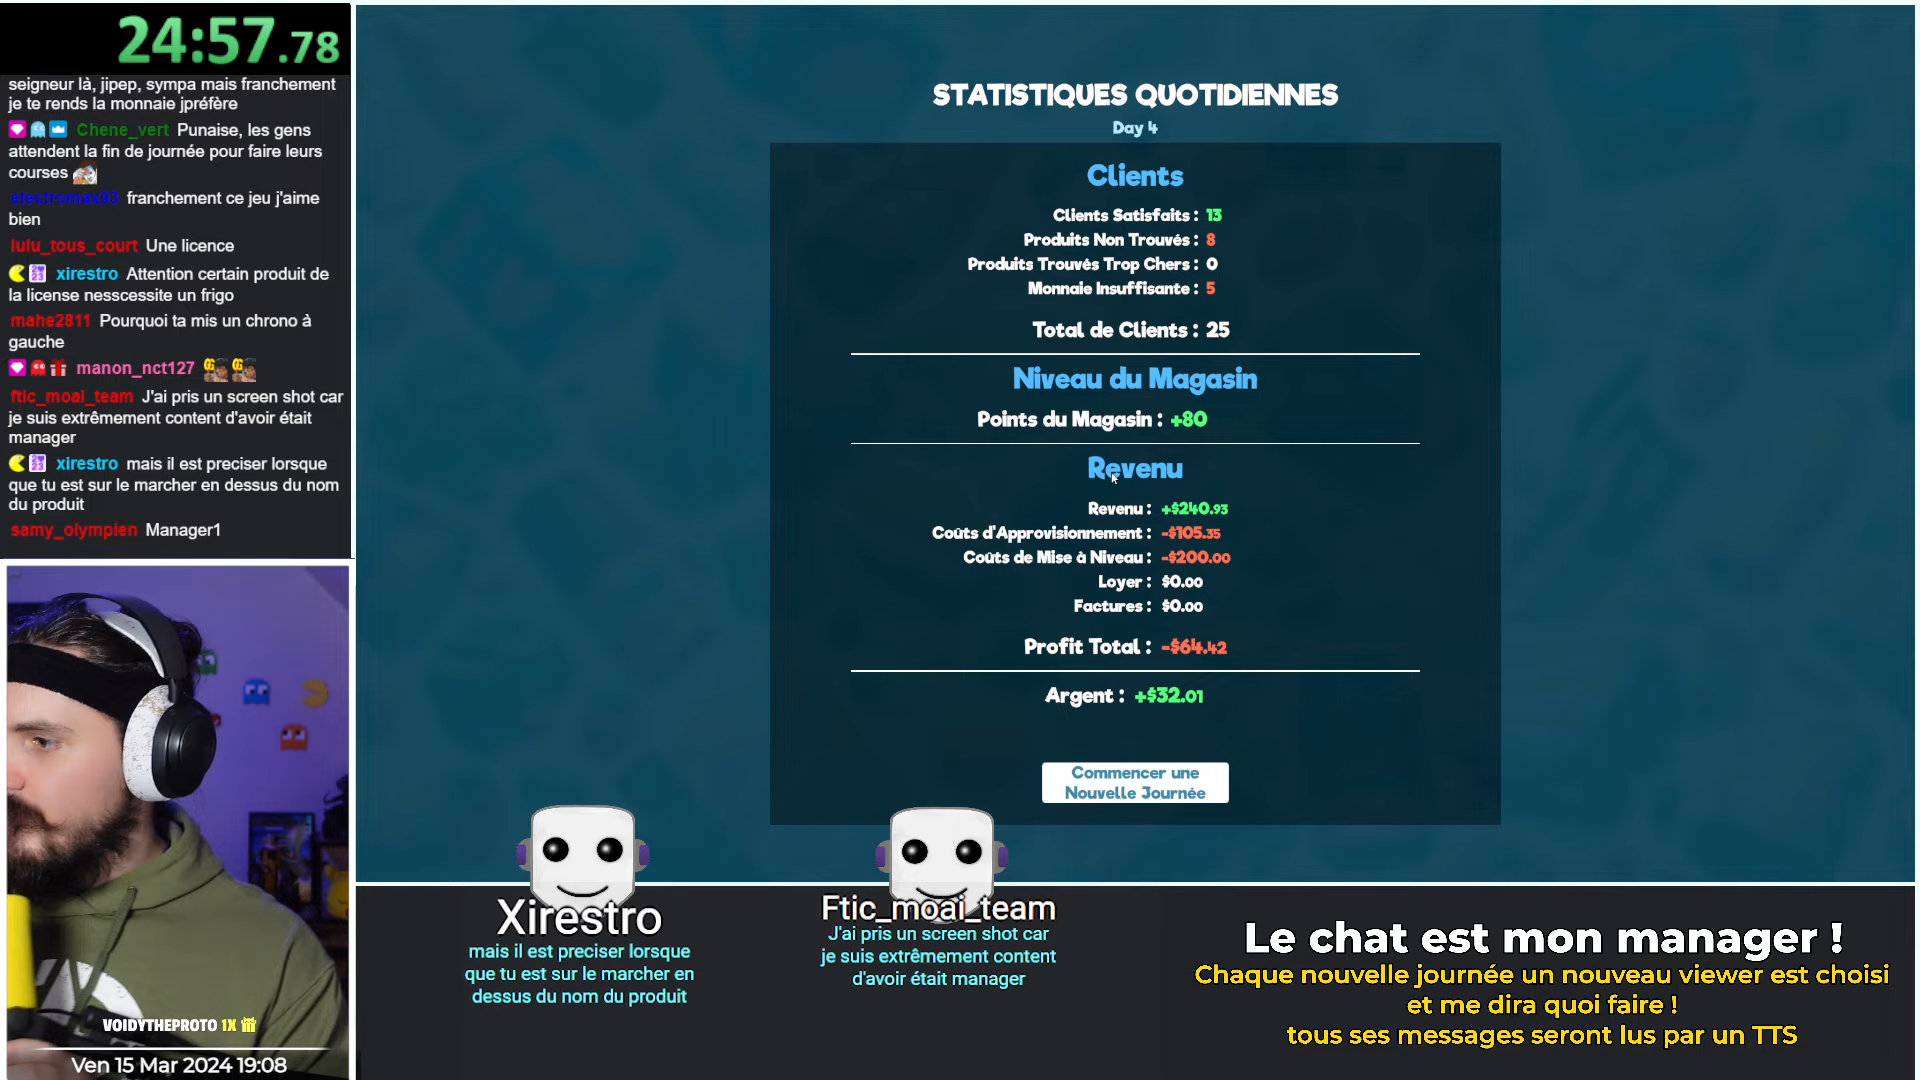 24:57.78
seigneur là, jipep, sympa mais franchement
je te rends la monnaie jpréfère
Chene_vert Punaise, les gens
attendent la fin de journée pour faire leurs
courses
electromax93 franchement ce jeu j'aime
bien
lulu_tous_court Une licence
xirestro Attention certain produit de
la license nesscessite un frigo
mahe2811 Pourquoi ta mis un chrono à
gauche
manon_nct127
ftic_moai_team J'ai pris un screen shot car
je suis extrêmement content d'avoir était
manager
xirestro mais il est preciser lorsque
que tu est sur le marcher en dessus du nom
du produit
samy_olympien Manager1
VOIDYTHEPROTO 1X
Ven 15 Mar 2024 19:08
STATISTIQUES QUOTIDIENNES
Day 4
Clients
Clients Satisfaits : 13
Produits Non Trouvés : 8
Produits Trouvés Trop Chers : 0
Monnaie Insuffisante : 5
Total de Clients : 25
Niveau du Magasin
Points du Magasin : +80
Revenu
Revenu : +$240.93
Coûts d'Approvisionnement : -$105.35
Coûts de Mise à Niveau : -$200.00
Loyer : $0.00
Factures : $0.00
Profit Total : -$64.42
Argent : +$32.01
Commencer une
Nouvelle Journée
Xirestro
mais il est preciser lorsque
que tu est sur le marcher en
dessus du nom du produit
Ftic_moai_team
J'ai pris un screen shot car
je suis extrêmement content
d'avoir était manager
Le chat est mon manager !
Chaque nouvelle journée un nouveau viewer est choisi
et me dira quoi faire !
tous ses messages seront lus par un TTS